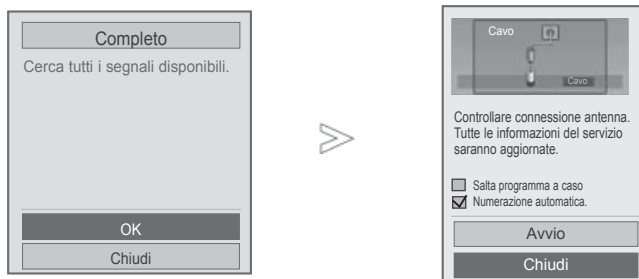 Completo
Cerca tutti i segnali disponibili.
OK
Chiudi
Cavo
Cavo
Controllare connessione antenna.
Tutte le informazioni del servizio
saranno aggiornate.
Salta programma a caso
Numerazione automatica.
Avvio
Chiudi